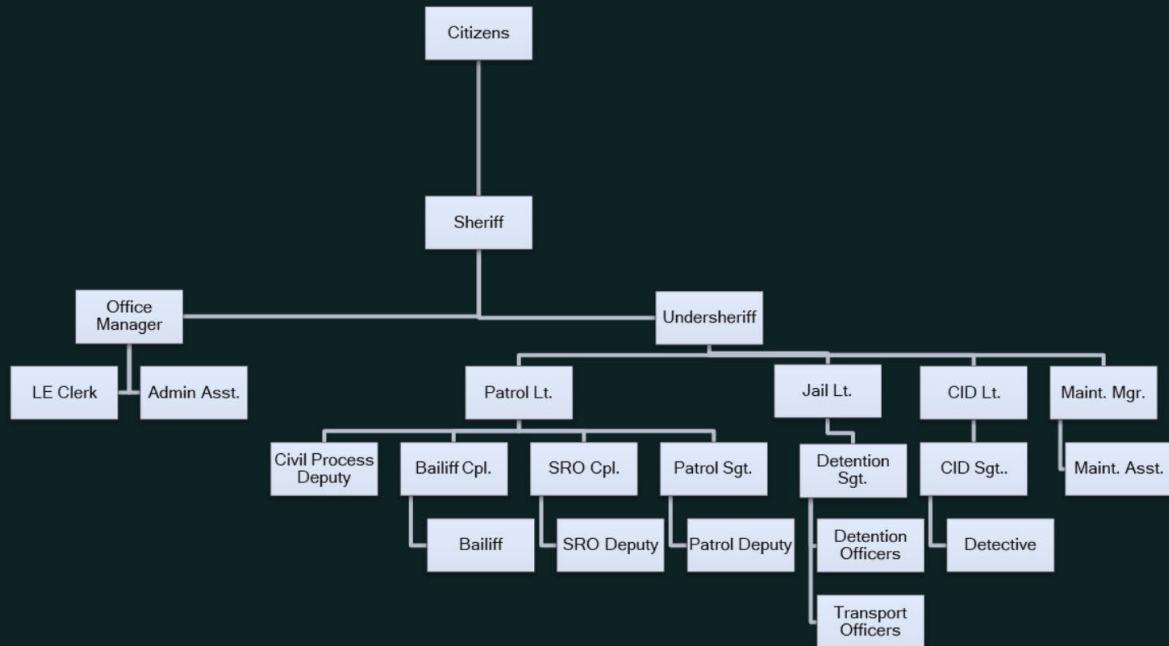 Citizens
Sheriff
Office
Manager
Undersheriff
LE Clerk
Admin Asst.
Patrol Lt.
Jail Lt.
CID Lt.
Maint. Mgr.
Civil Process
Deputy
Bailiff Cpl.
SRO Cpl.
Patrol Sgt.
Detention
Sgt.
CID Sgt..
Maint. Asst.
Bailiff
SRO Deputy
Patrol Deputy
Detention
Officers
Detective
Transport
Officers